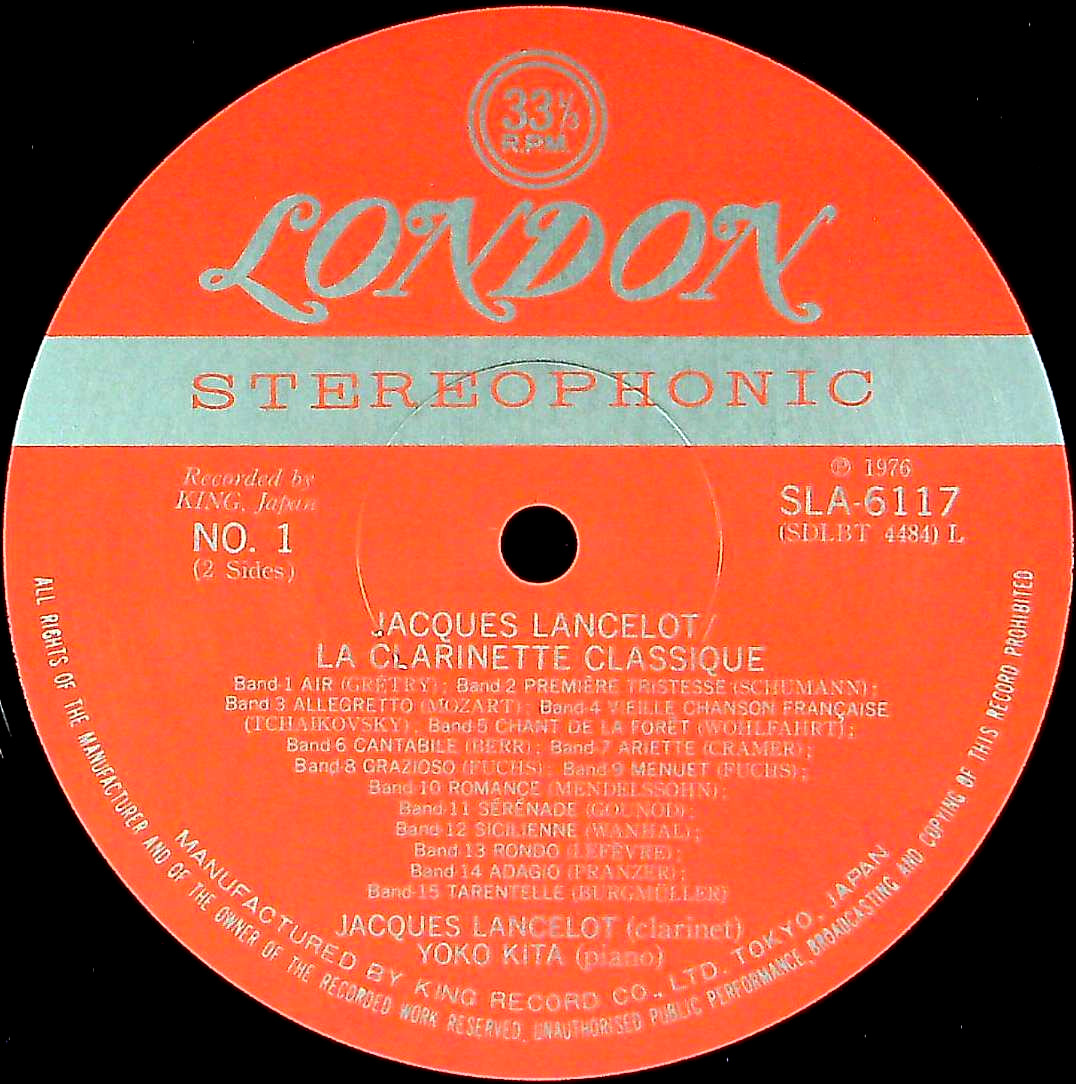 33 1/3
R.P.M.
LONDON
STEREOPHONIC
Recorded by
KING, Japan
NO. 1
(2 Sides)
℗ 1976
SLA-6117
(SDLBT 4484) L
JACQUES LANCELOT/
LA CLARINETTE CLASSIQUE
Band-1 AIR (GRÉTRY); Band 2 PREMIÈRE TRISTESSE (SCHUMANN);
Band 3 ALLEGRETTO (MOZART); Band-4 VIEILLE CHANSON FRANÇAISE
(TCHAIKOVSKY); Band-5 CHANT DE LA FORÊT (WOHLFAHRT);
Band-6 CANTABILE (BERR); Band-7 ARIETTE (CRAMER);
Band-8 GRAZIOSO (FUCHS); Band-9 MENUET (FUCHS);
Band-10 ROMANCE (MENDELSSOHN);
Band-11 SÉRÉNADE (GOUNOD);
Band-12 SICILIENNE (WANHAL);
Band 13 RONDO (LEFÈVRE);
Band-14 ADAGIO (FRANZER);
Band-15 TARENTELLE (BURGMÜLLER)
JACQUES LANCELOT (clarinet)
YOKO KITA (piano)
MANUFACTURED BY KING RECORD CO., LTD. TOKYO, JAPAN
ALL RIGHTS OF THE MANUFACTURER AND OF THE OWNER OF THE RECORDED WORK RESERVED. UNAUTHORISED PUBLIC PERFORMANCE, BROADCASTING AND COPYING OF THIS RECORD PROHIBITED